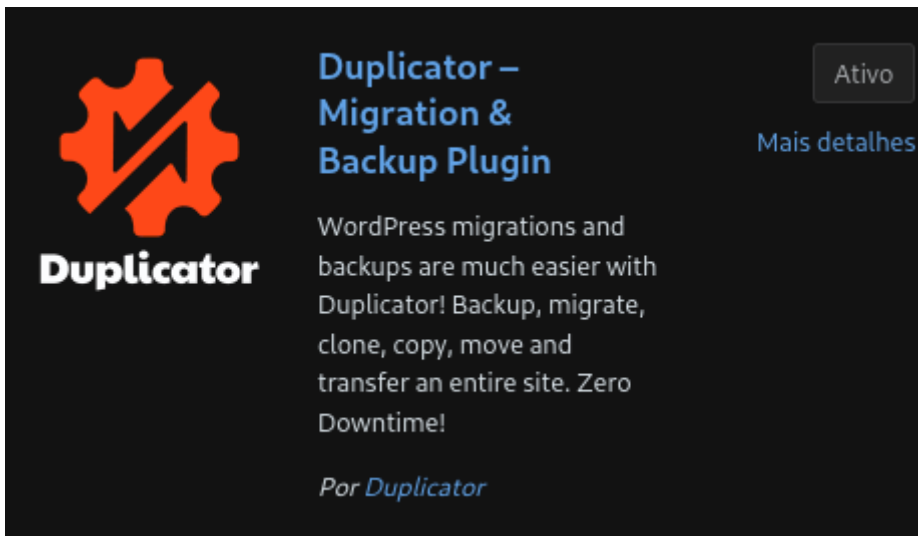 Duplicator –
Migration &
Backup Plugin
Ativo
Mais detalhes
WordPress migrations and
backups are much easier with
Duplicator! Backup, migrate,
clone, copy, move and
transfer an entire site. Zero
Downtime!
Por Duplicator
Duplicator